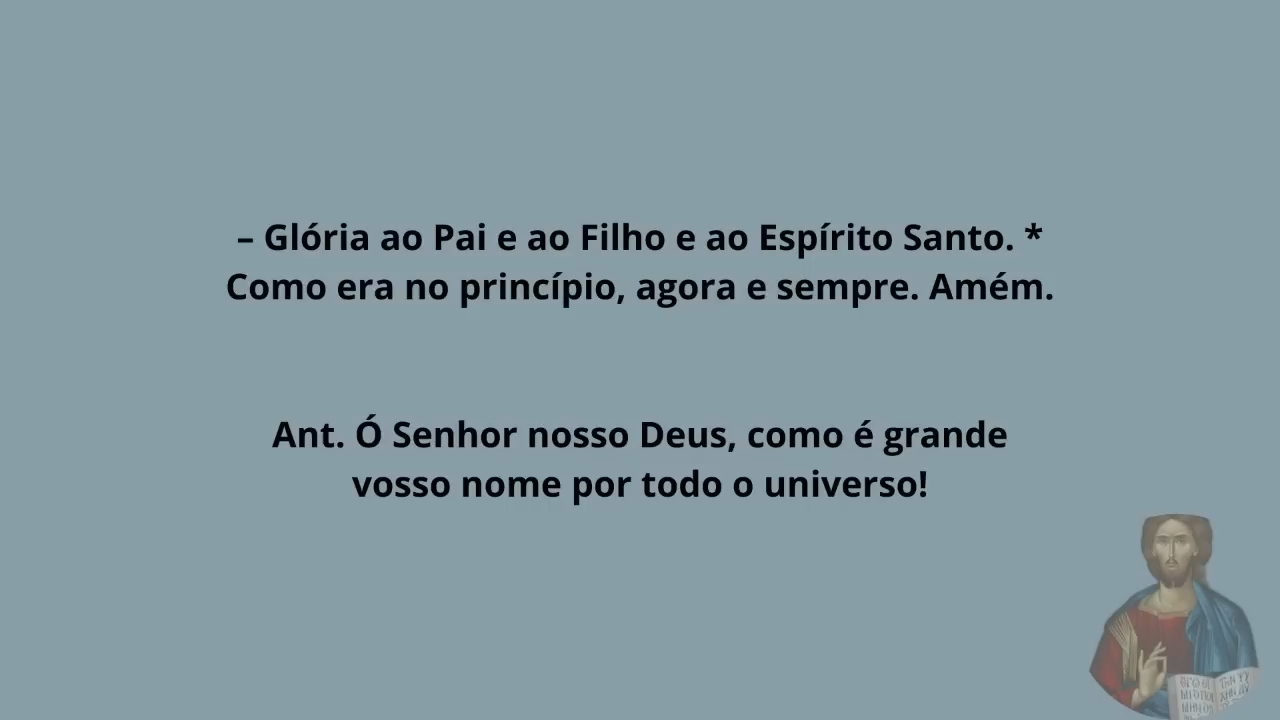 – Glória ao Pai e ao Filho e ao Espírito Santo. *
Como era no princípio, agora e sempre. Amém.
Ant. Ó Senhor nosso Deus, como é grande
vosso nome por todo o universo!